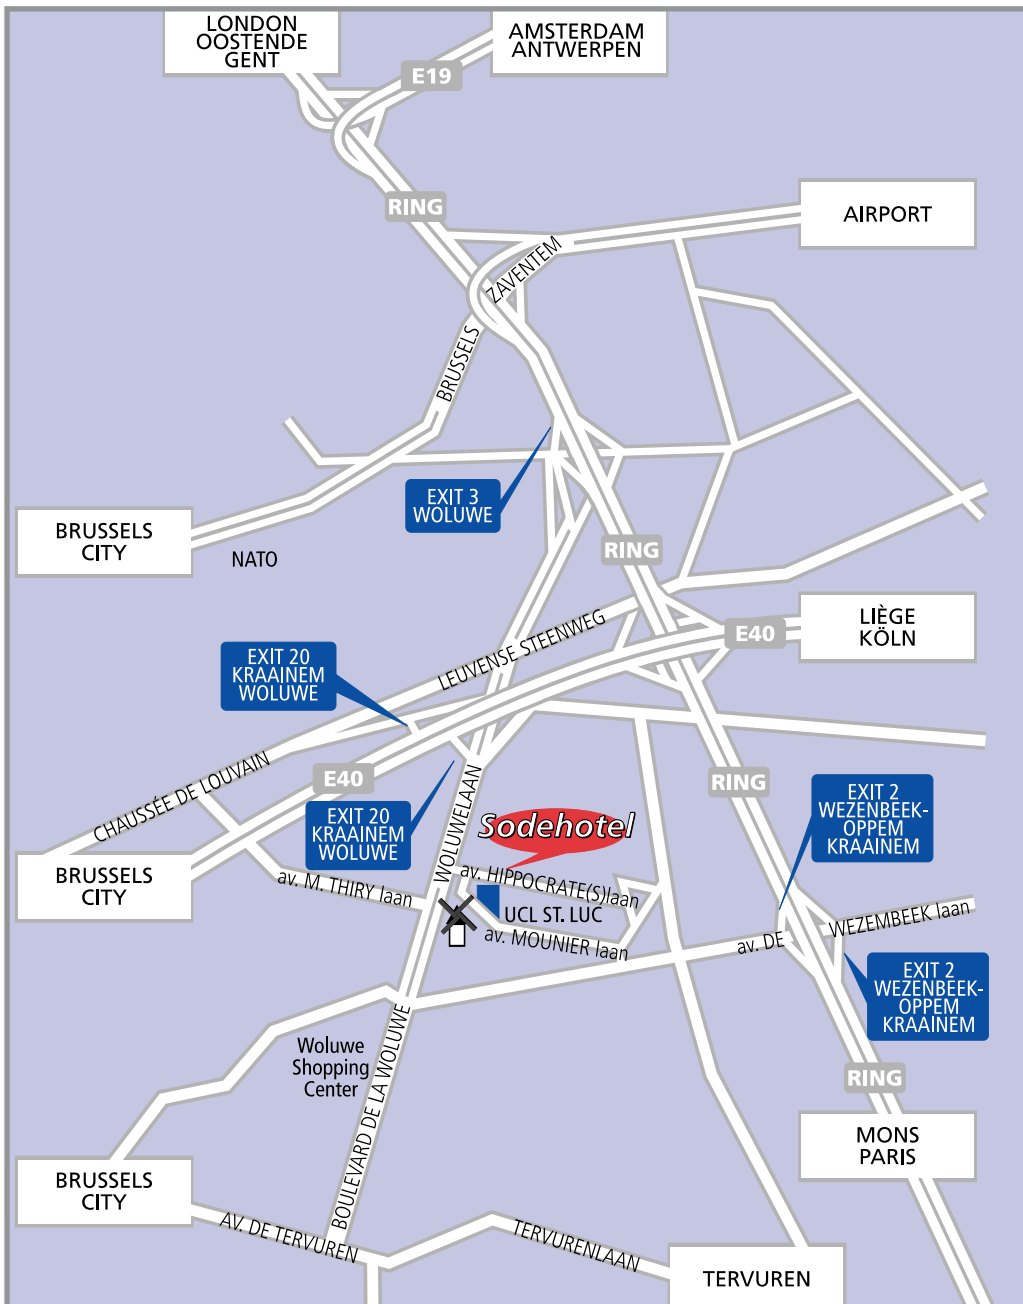 LONDON
OOSTENDE
GENT
AMSTERDAM
ANTWERPEN
E19
RING
AIRPORT
ZAVENTEM
BRUSSELS
EXIT 3
WOLUWE
BRUSSELS
CITY
NATO
RING
LIÈGE
KÖLN
E40
LEUVENSE STEENWEG
EXIT 20
KRAAINEM
WOLUWE
CHAUSSÉE DE LOUVAIN
E40
RING
EXIT 20
KRAAINEM
WOLUWE
WOLUWELAAN
Sodehotel
EXIT 2
WEZENBEEK-
OPPEM
KRAAINEM
BRUSSELS
CITY
av. M. THIRY laan
av. HIPPOCRATE(S)laan
UCL ST. LUC
av. MOUNIER laan
av. DE
WEZEMBEEK laan
EXIT 2
WEZENBEEK-
OPPEM
KRAAINEM
Woluwe
Shopping
Center
BOULEVARD DE LA WOLUWE
RING
MONS
PARIS
BRUSSELS
CITY
AV. DE TERVUREN
TERVURENLAAN
TERVUREN